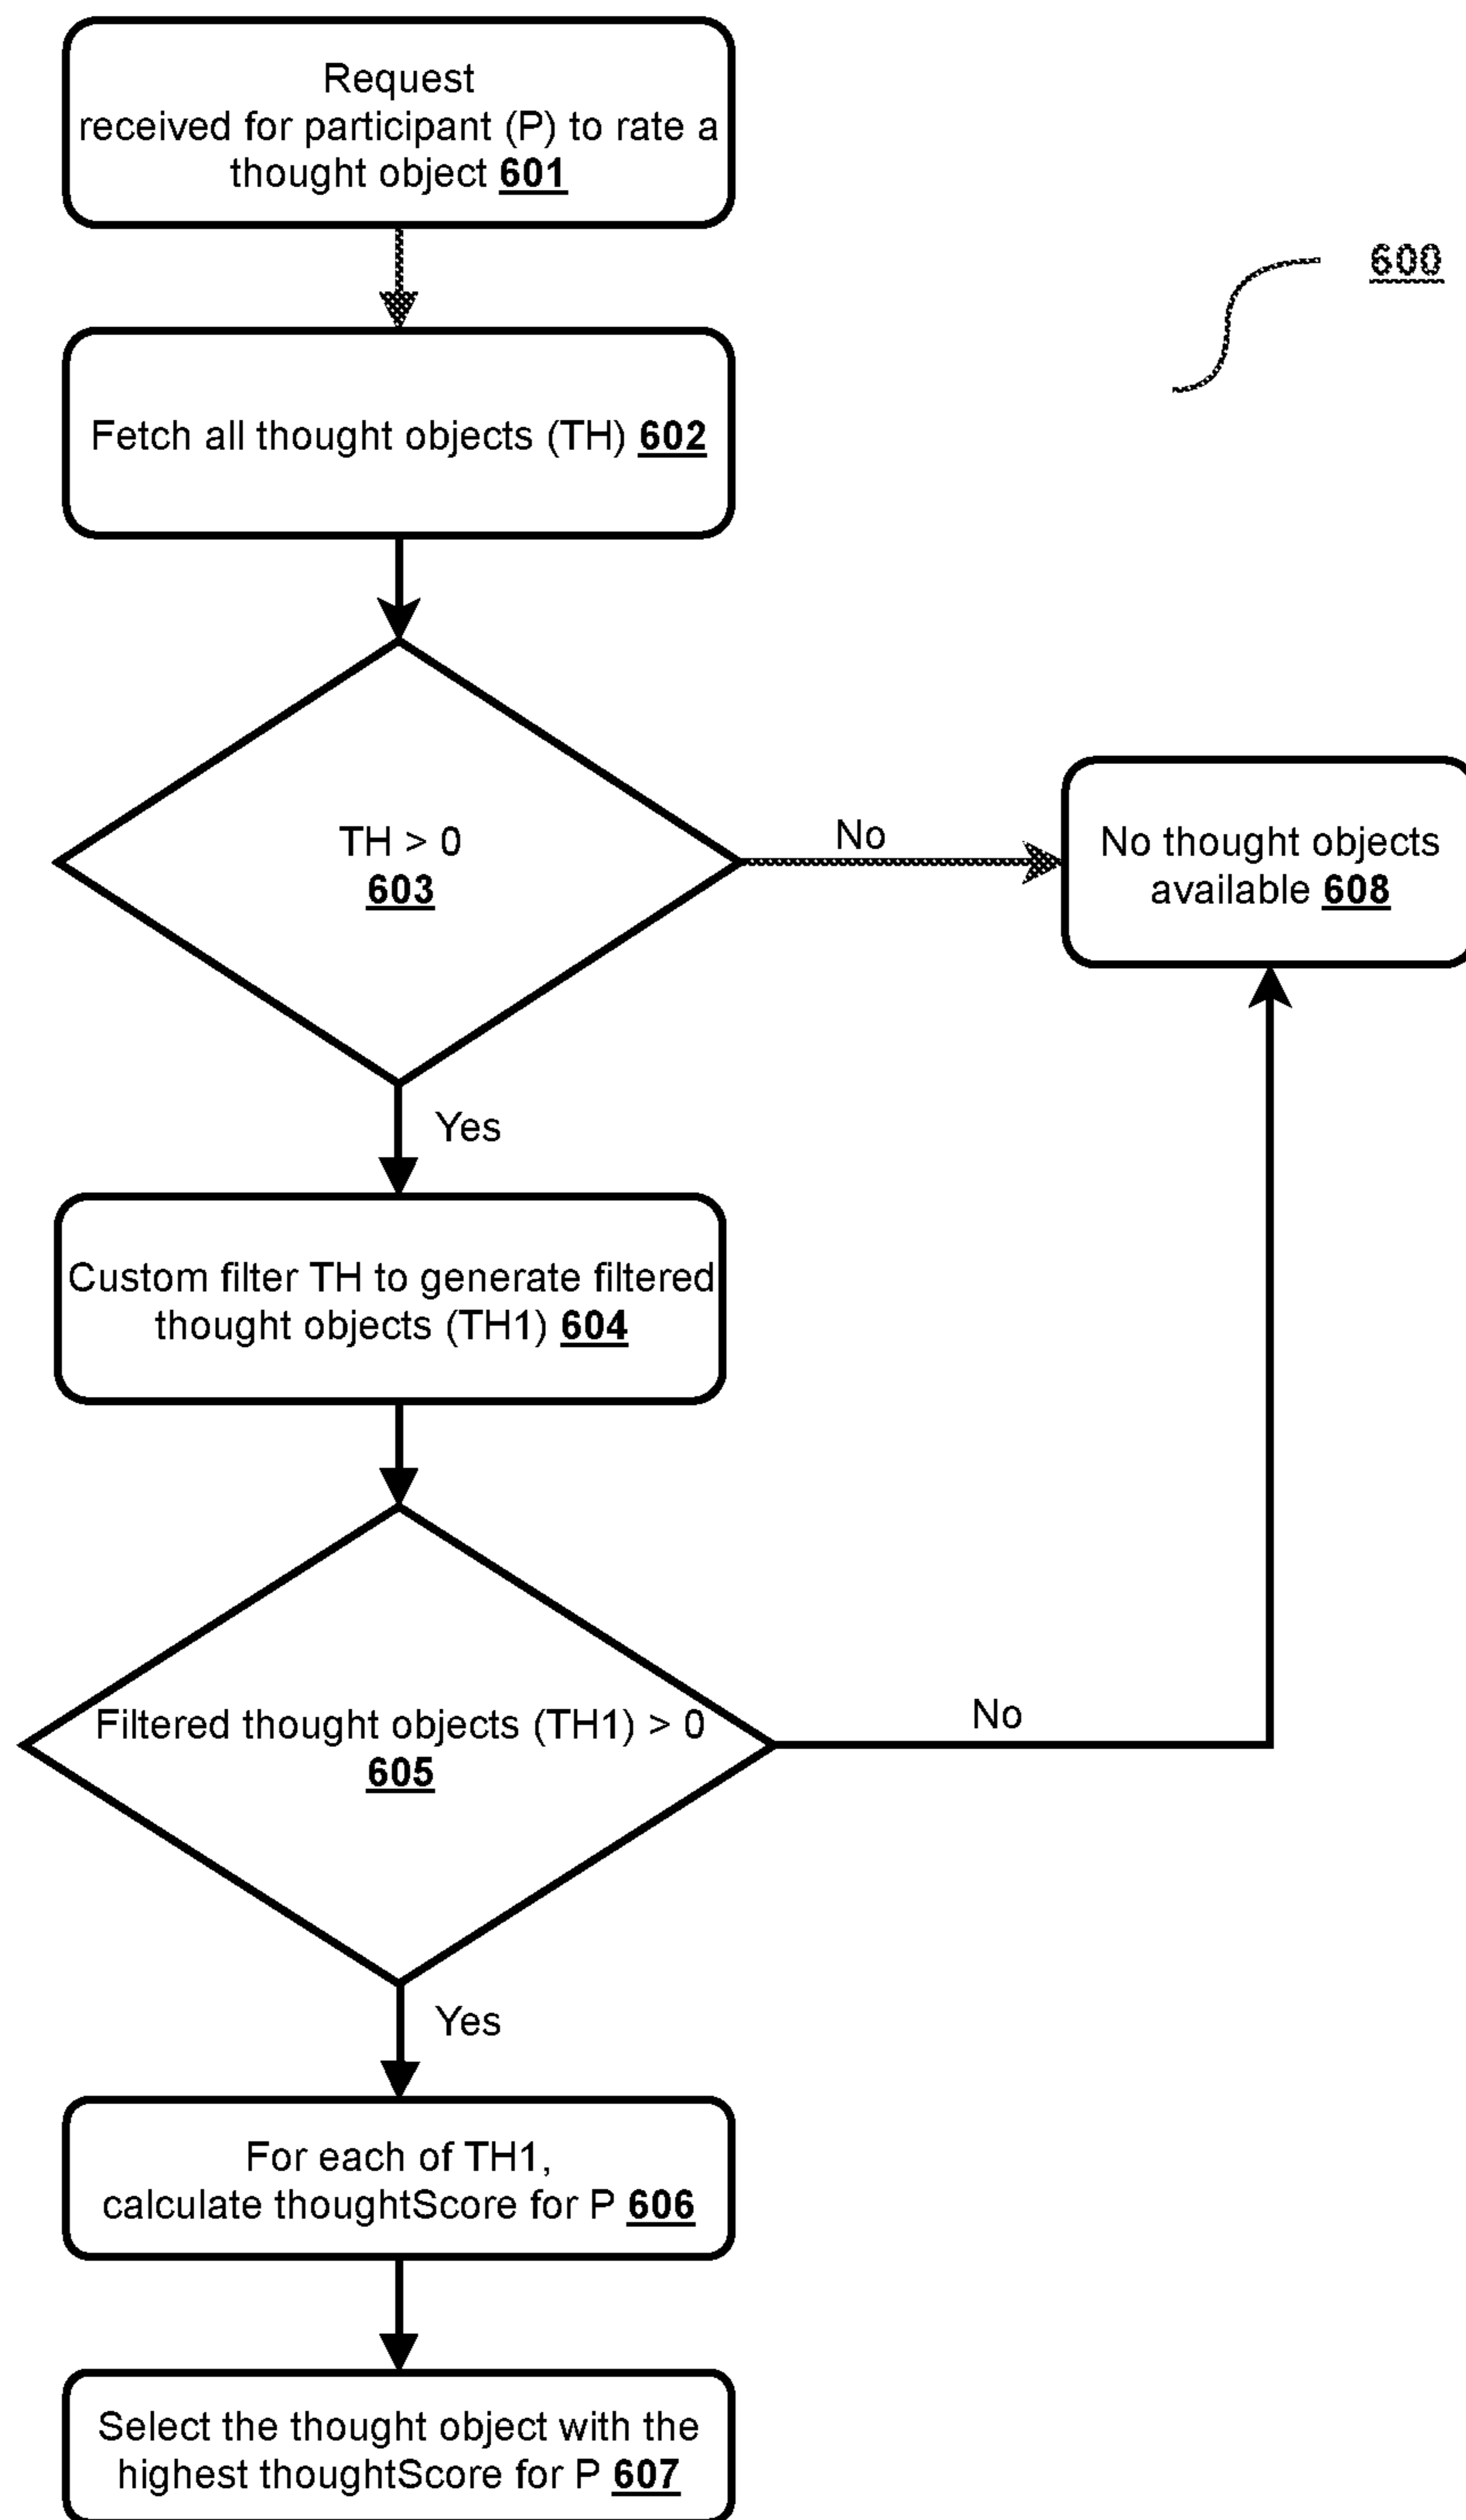 Request
received for participant (P) to rate a
thought object 601
600
Fetch all thought objects (TH) 602
TH > 0
603
No
No thought objects
available 608
Yes
Custom filter TH to generate filtered
thought objects (TH1) 604
Filtered thought objects (TH1) > 0
605
No
Yes
For each of TH1,
calculate thoughtScore for P 606
Select the thought object with the
highest thoughtScore for P 607